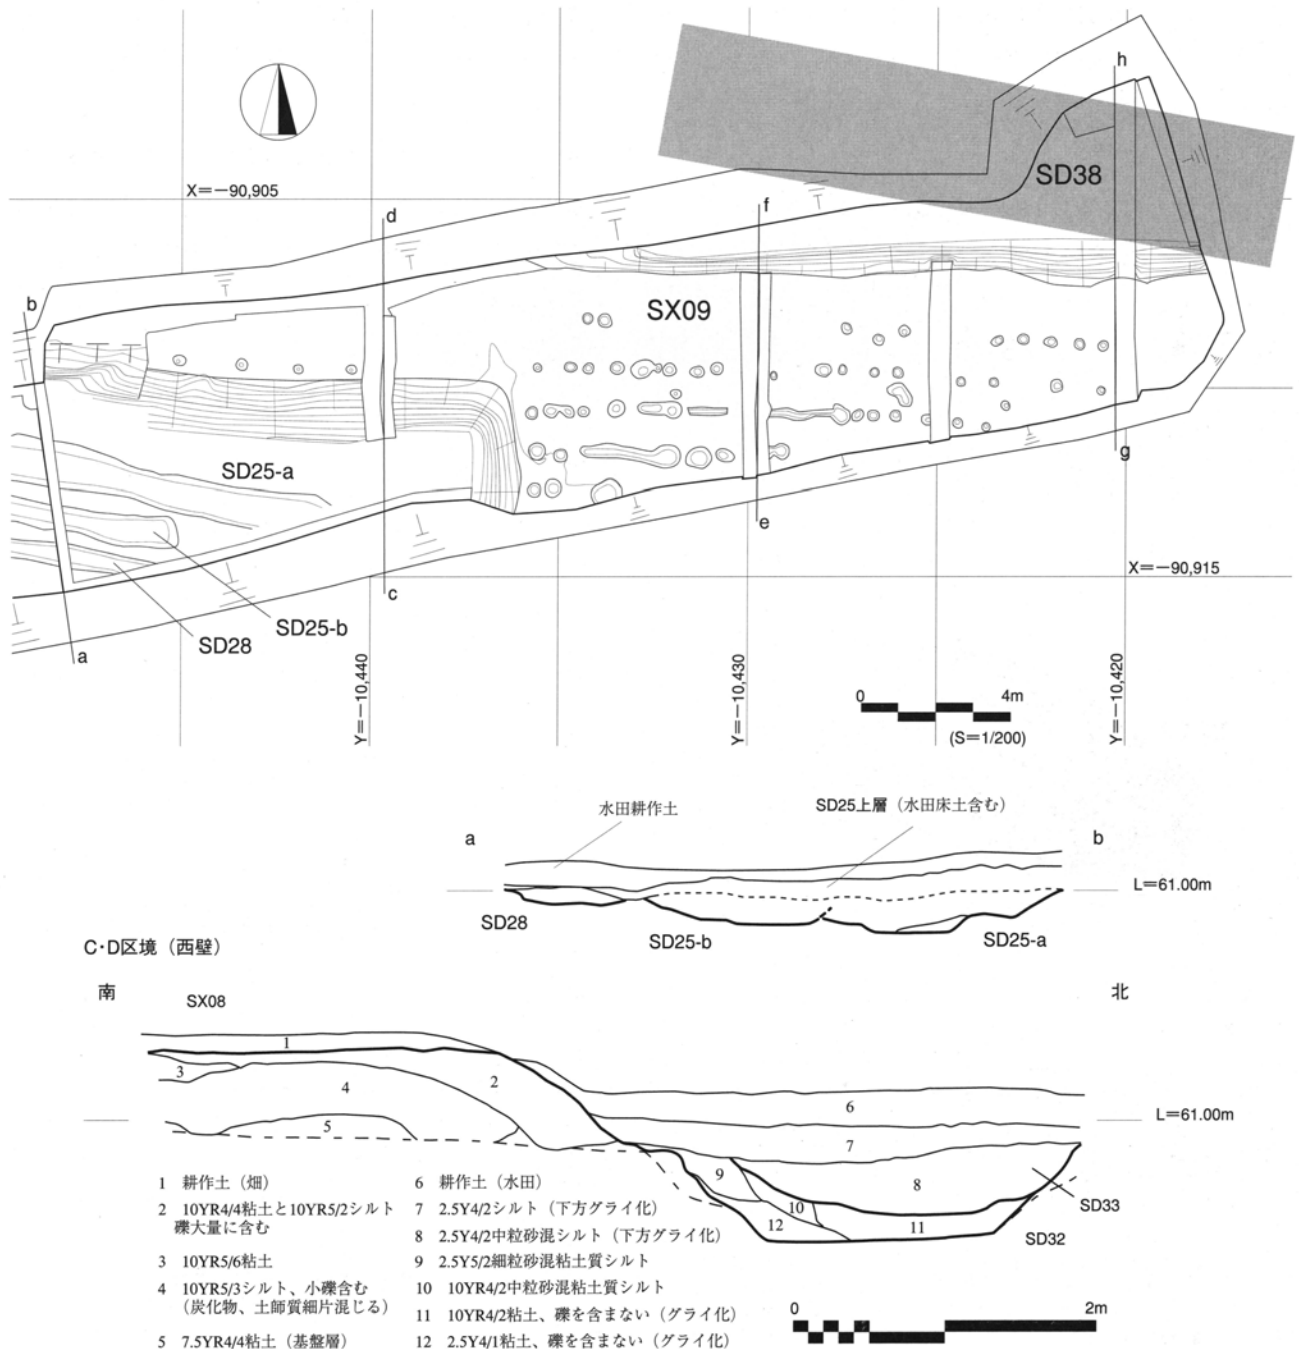 h
SD38
X=−90,905
d
f
b
SX09
SD25-a
g
e
X=−90,915
c
SD25-b
SD28
a
Y=−10,440
Y=−10,430
Y=−10,420
0 4m
(S=1/200)
水田耕作土
SD25上層（水田床土含む）
a
b
L=61.00m
SD28
SD25-b
SD25-a
C・D区境（西壁）
南
北
SX08
1
2
3
4
5
6
L=61.00m
7
8
9
10
11
12
SD33
SD32
1 耕作土（畑）
2 10YR4/4粘土と10YR5/2シルト
礫大量に含む
3 10YR5/6粘土
4 10YR5/3シルト、小礫含む
（炭化物、土師質細片混じる）
5 7.5YR4/4粘土（基盤層）
6 耕作土（水田）
7 2.5Y4/2シルト（下方グライ化）
8 2.5Y4/2中粒砂混シルト（下方グライ化）
9 2.5Y5/2細粒砂混粘土質シルト
10 10YR4/2中粒砂混粘土質シルト
11 10YR4/2粘土、礫を含まない（グライ化）
12 2.5Y4/1粘土、礫を含まない（グライ化）
0 2m